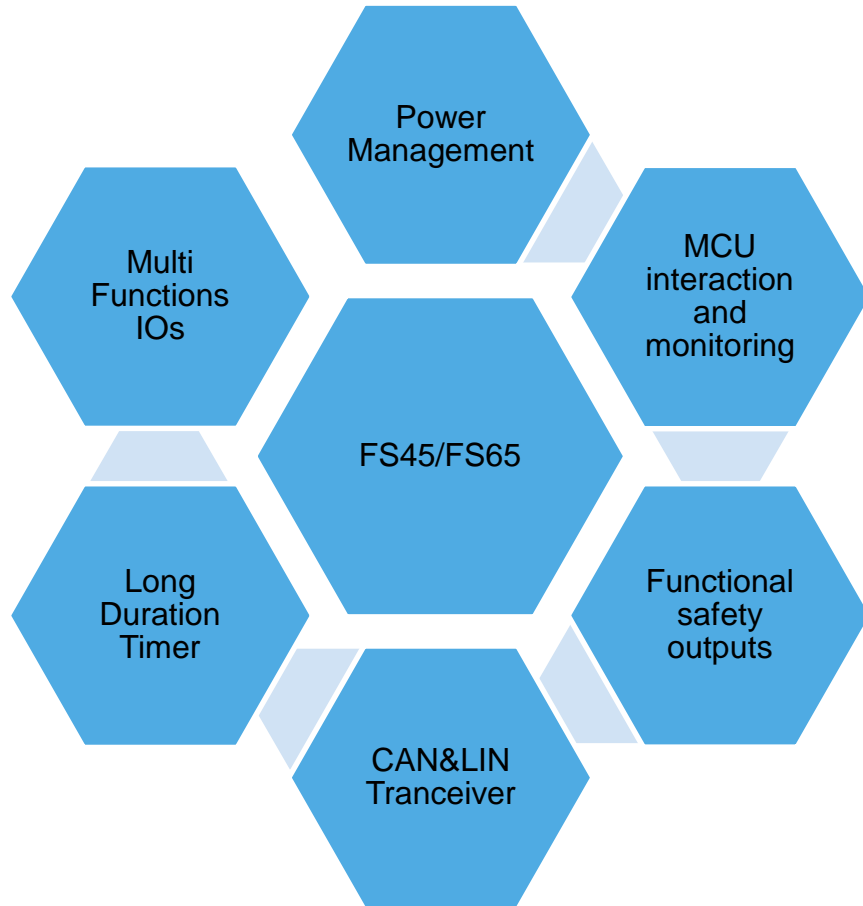 Power
Management
MCU
interaction
and
monitoring
Multi
Functions
IOs
FS45/FS65
Long
Duration
Timer
Functional
safety
outputs
CAN&LIN
Tranceiver